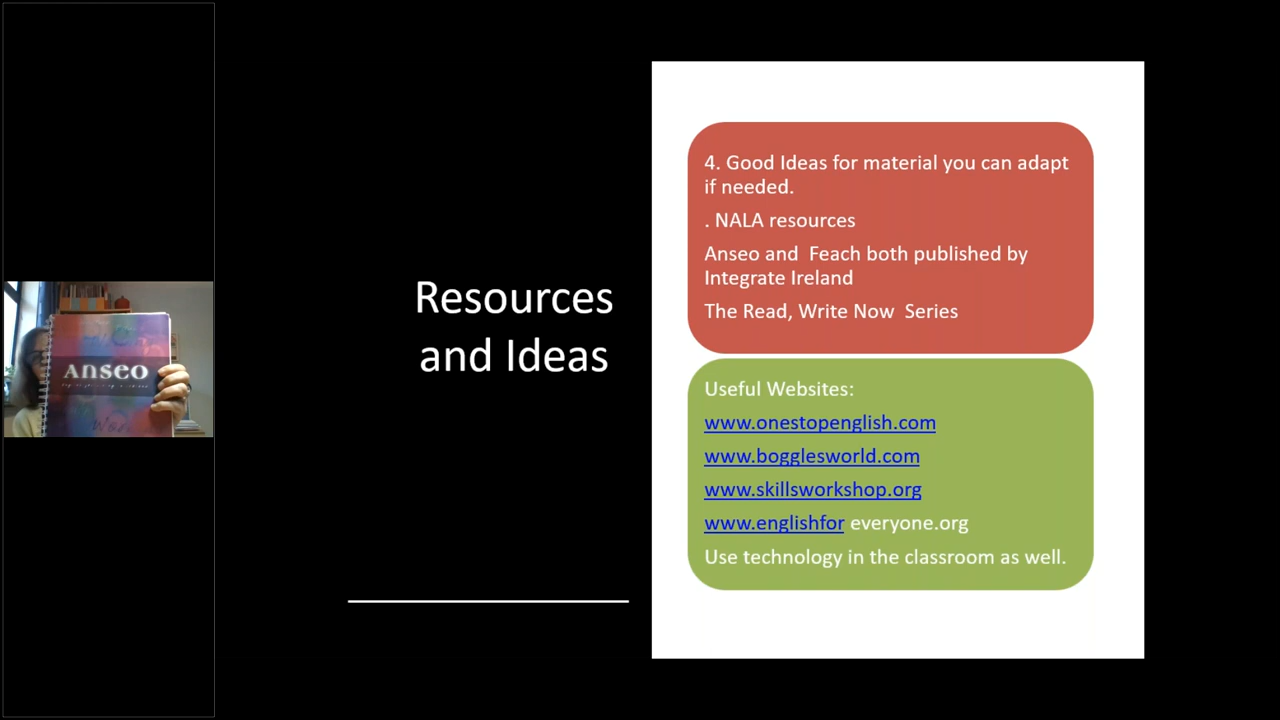 Resources
and Ideas
4. Good Ideas for material you can adapt
if needed.
. NALA resources
Anseo and Feach both published by
Integrate Ireland
The Read, Write Now Series
Useful Websites:
www.onestopenglish.com
www.bogglesworld.com
www.skillsworkshop.org
www.englishfor everyone.org
Use technology in the classroom as well.
Anseo